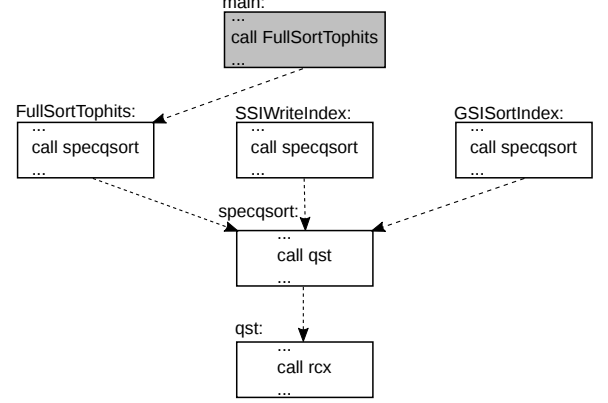 main:
...
call FullSortTophits
...
FullSortTophits:
...
call specqsort
...
SSIWriteIndex:
...
call specqsort
...
GSISortIndex:
...
call specqsort
...
specqsort:
...
call qst
...
qst:
...
call rcx
...